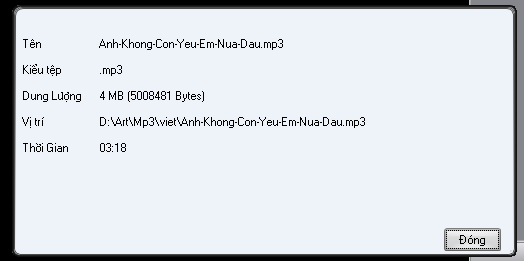 Tên Anh-Khong-Con-Yeu-Em-Nua-Dau.mp3
Kiểu tệp .mp3
Dung Lượng 4 MB (5008481 Bytes)
Vị trí D:\Art\Mp3\viet\Anh-Khong-Con-Yeu-Em-Nua-Dau.mp3
Thời Gian 03:18
Đóng